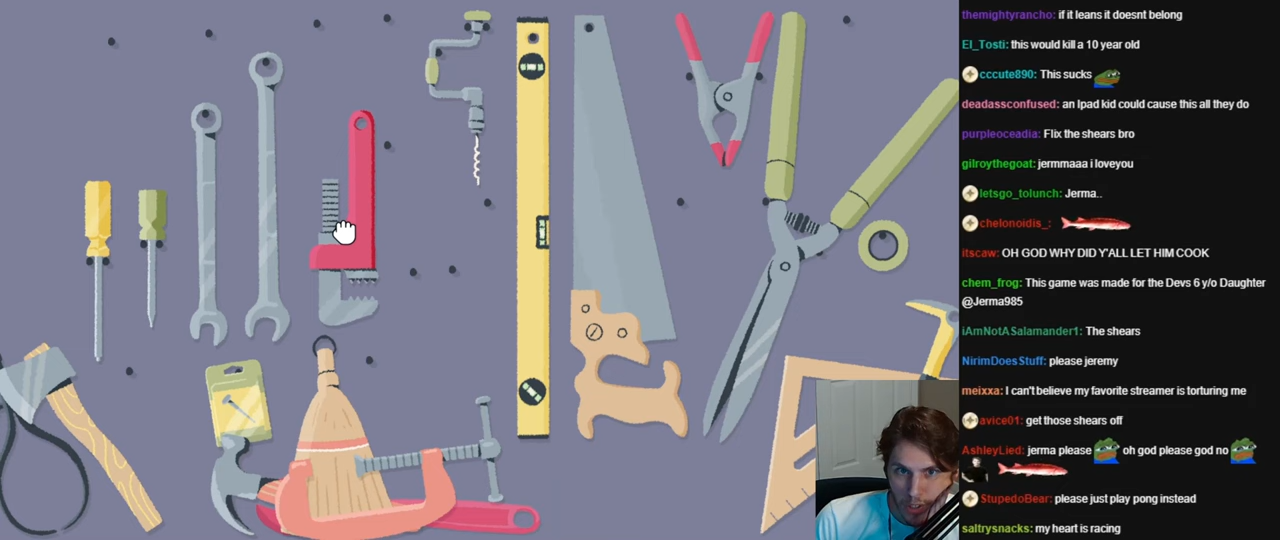 themightyrancho: if it leans it doesnt belong
El_Tosti: this would kill a 10 year old
cccute890: This sucks
deadassconfused: an Ipad kid could cause this all they do
purpleoceadia: Flix the shears bro
gilroythegoat: jermmaaa i loveyou
letsgo_tolunch: Jerma..
chelonoidis_:
itscaw: OH GOD WHY DID Y'ALL LET HIM COOK
chem_frog: This game was made for the Devs 6 y/o Daughter
@Jerma985
iAmNotASalamander1: The shears
NirimDoesStuff: please jeremy
meixxa: I can't believe my favorite streamer is torturing me
avice01: get those shears off
AshleyLied: jerma please oh god please god no
StupedoBear: please just play pong instead
saltrysnacks: my heart is racing